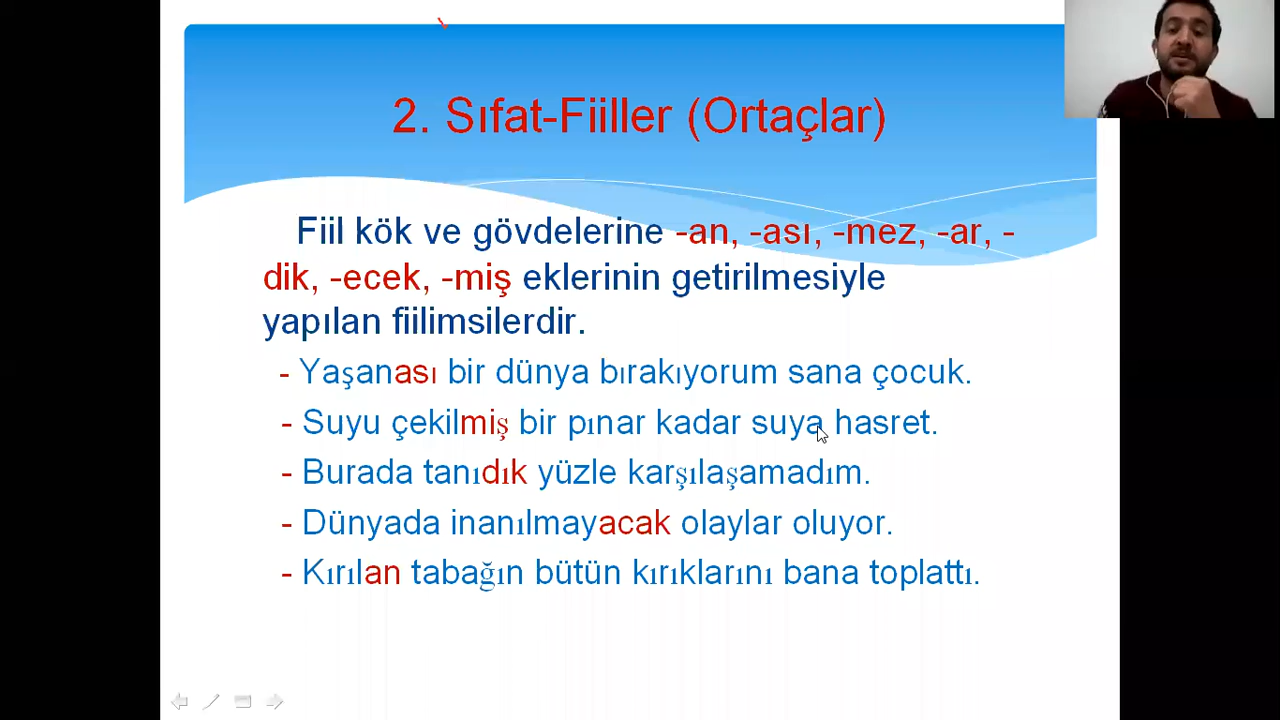 2. Sıfat-Fiiller (Ortaçlar)
Fiil kök ve gövdelerine -an, -ası, -mez, -ar, -
dik, -ecek, -miş eklerinin getirilmesiyle
yapılan fiilimsilerdir.
- Yaşanası bir dünya bırakıyorum sana çocuk.
- Suyu çekilmiş bir pınar kadar suya hasret.
- Burada tanıdık yüzle karşılaşamadım.
- Dünyada inanılmayacak olaylar oluyor.
- Kırılan tabağın bütün kırıklarını bana toplattı.